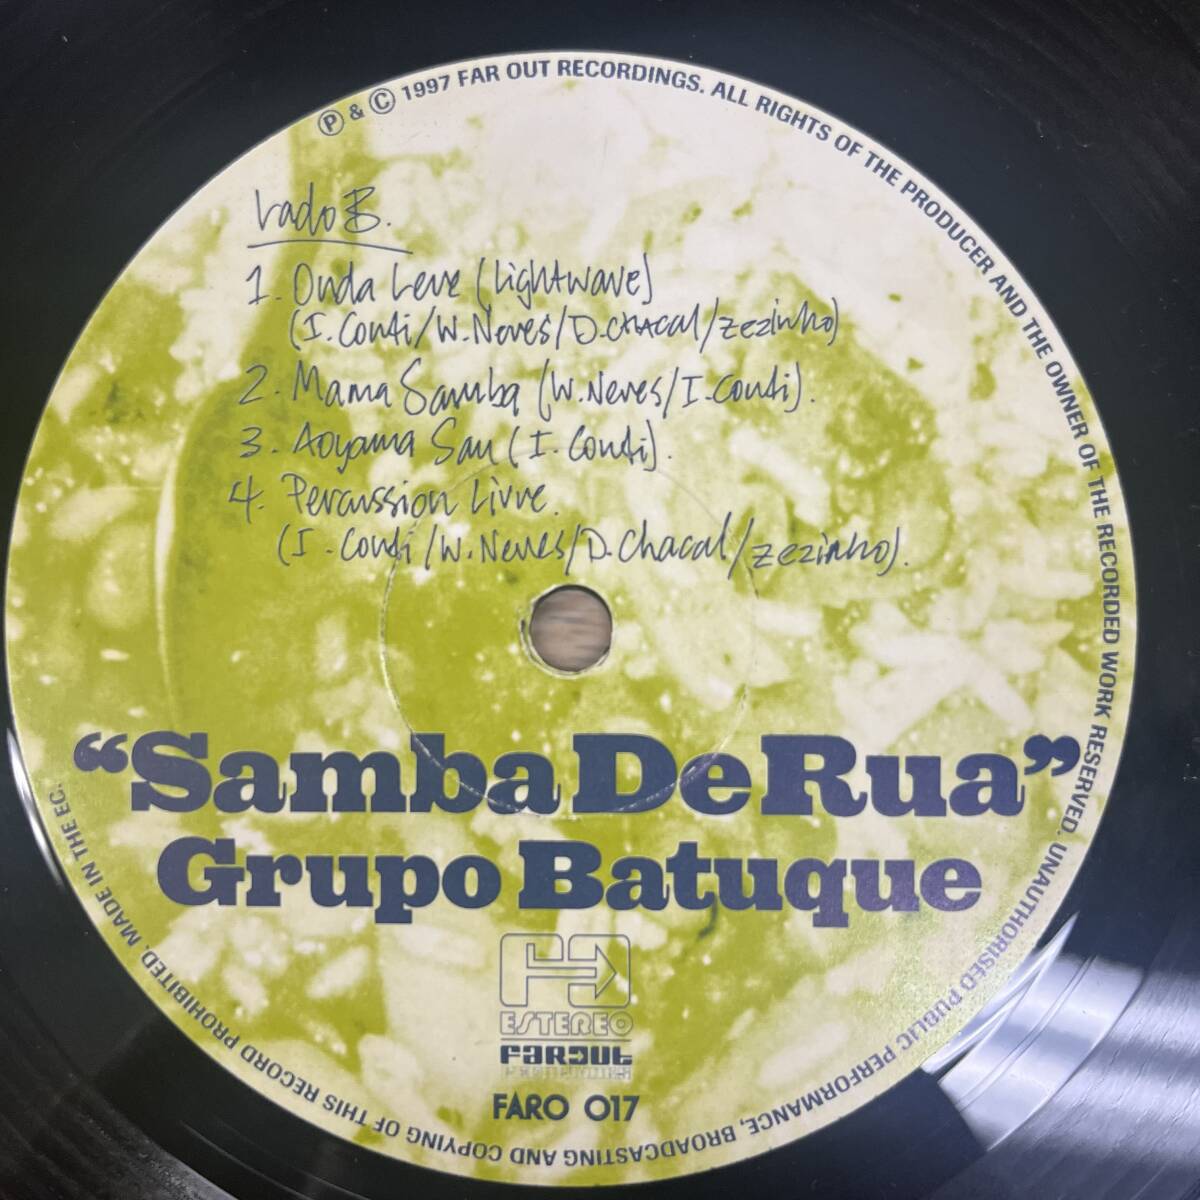 ℗ & © 1997 FAR OUT RECORDINGS. ALL RIGHTS OF THE PRODUCER AND THE OWNER OF THE RECORDED WORK RESERVED. UNAUTHORISED PUBLIC PERFORMANCE, BROADCASTING AND COPYING OF THIS RECORD PROHIBITED. MADE IN THE EC.
Lado B.
1. Onda Leve (Lightwave)
(I. Conti/W. Neves/D. Chacal/Zezinho)
2. Mama Samba (W. Neves/I. Conti).
3. Aoyama San (I. Conti).
4. Percussion Livre.
(I. Conti/W. Neves/D. Chacal/Zezinho).
“Samba De Rua”
Grupo Batuque
ESTEREO
Farout
RECORDINGS
FARO 017